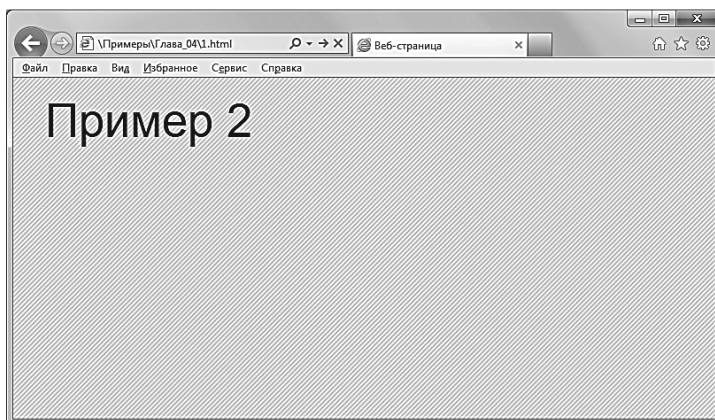 \Примеры\Глава_04\1.html
Веб-страница
Файл Правка Вид Избранное Сервис Справка
Пример 2